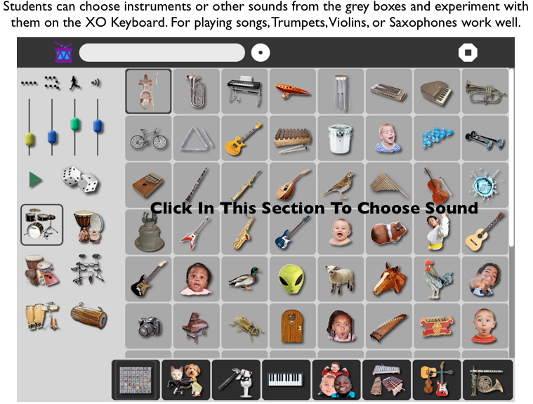 Students can choose instruments or other sounds from the grey boxes and experiment with
them on the XO Keyboard. For playing songs, Trumpets, Violins, or Saxophones work well.
Click In This Section To Choose Sound